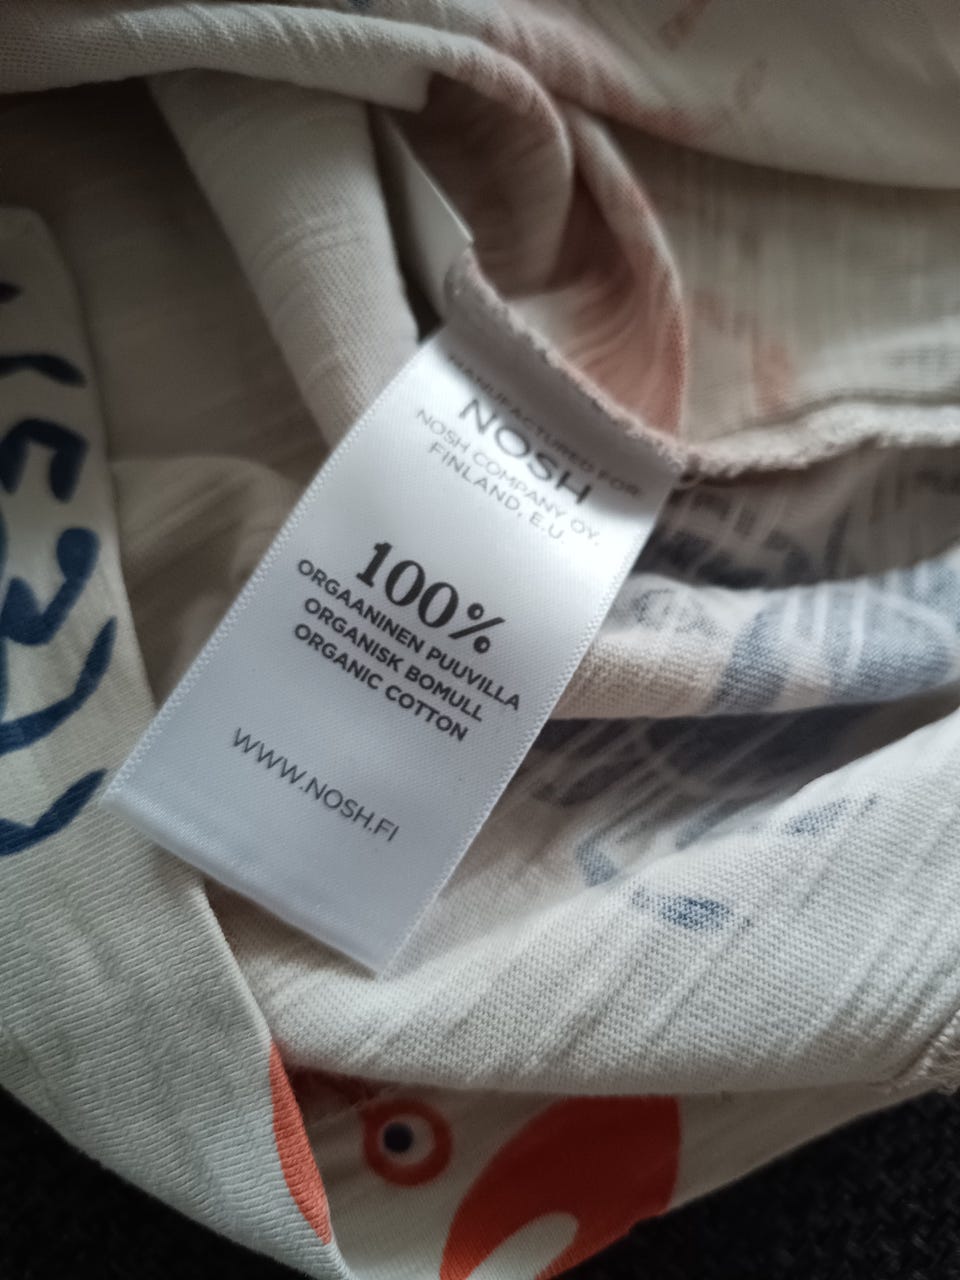 MANUFACTURED FOR:
NOSH
NOSH COMPANY OY,
FINLAND, E.U.
100%
ORGAANINEN PUUVILLA
ORGANISK BOMULL
ORGANIC COTTON
WWW.NOSH.FI